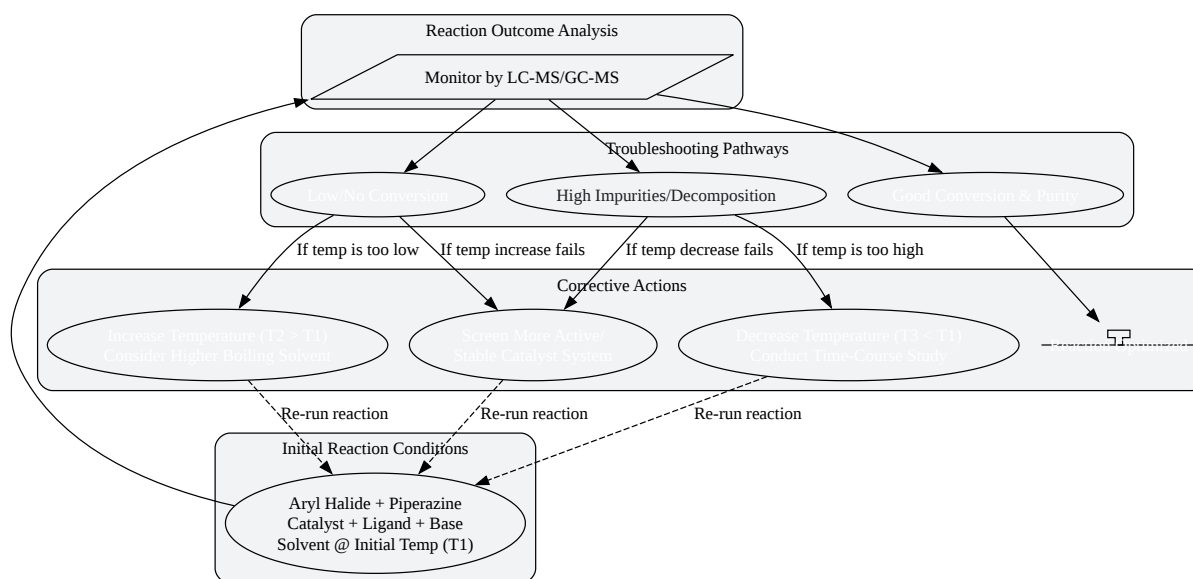 Reaction Outcome Analysis
Monitor by LC-MS/GC-MS
Troubleshooting Pathways
Low/No Conversion
High Impurities/Decomposition
Good Conversion & Purity
If temp is too low
If temp increase fails
If temp decrease fails
If temp is too high
Corrective Actions
Increase Temperature (T2 > T1)
Consider Higher Boiling Solvent
Screen More Active/
Stable Catalyst System
Decrease Temperature (T3 < T1)
Conduct Time-Course Study
Reaction Optimized
Re-run reaction
Re-run reaction
Re-run reaction
Initial Reaction Conditions
Aryl Halide + Piperazine
Catalyst + Ligand + Base
Solvent @ Initial Temp (T1)